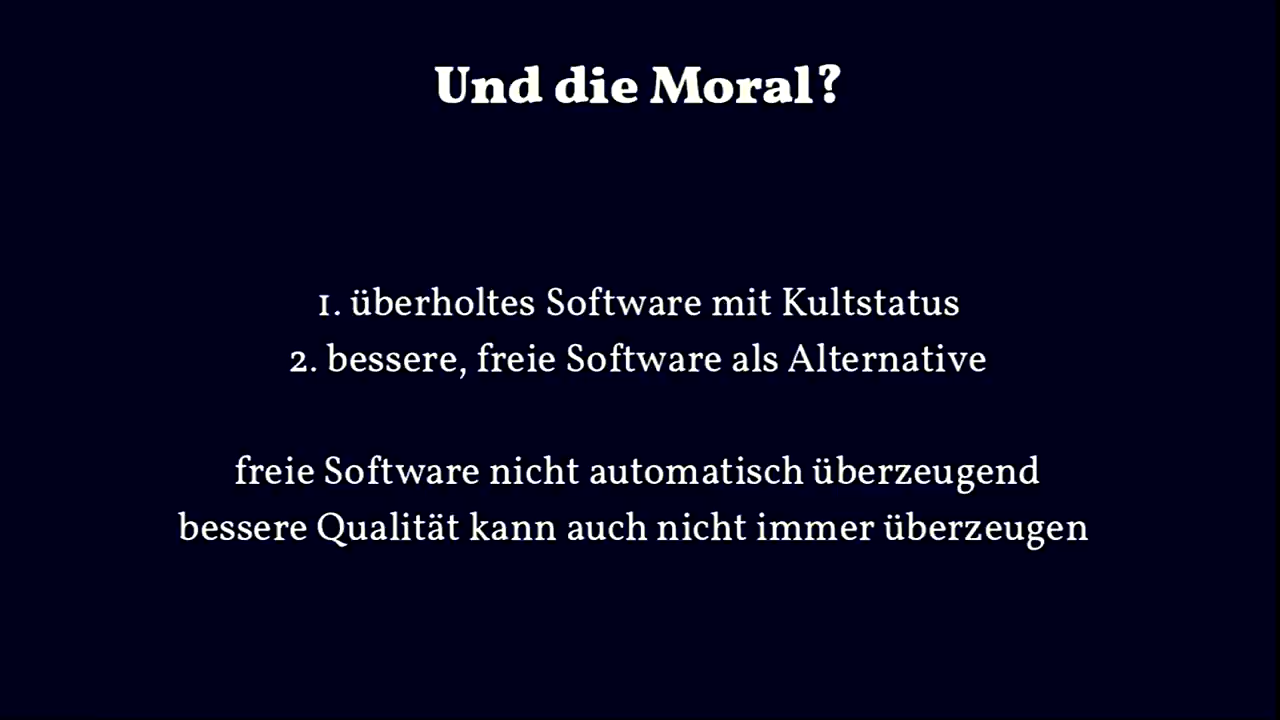 Und die Moral?
1. überholtes Software mit Kultstatus
2. bessere, freie Software als Alternative
freie Software nicht automatisch überzeugend
bessere Qualität kann auch nicht immer überzeugen